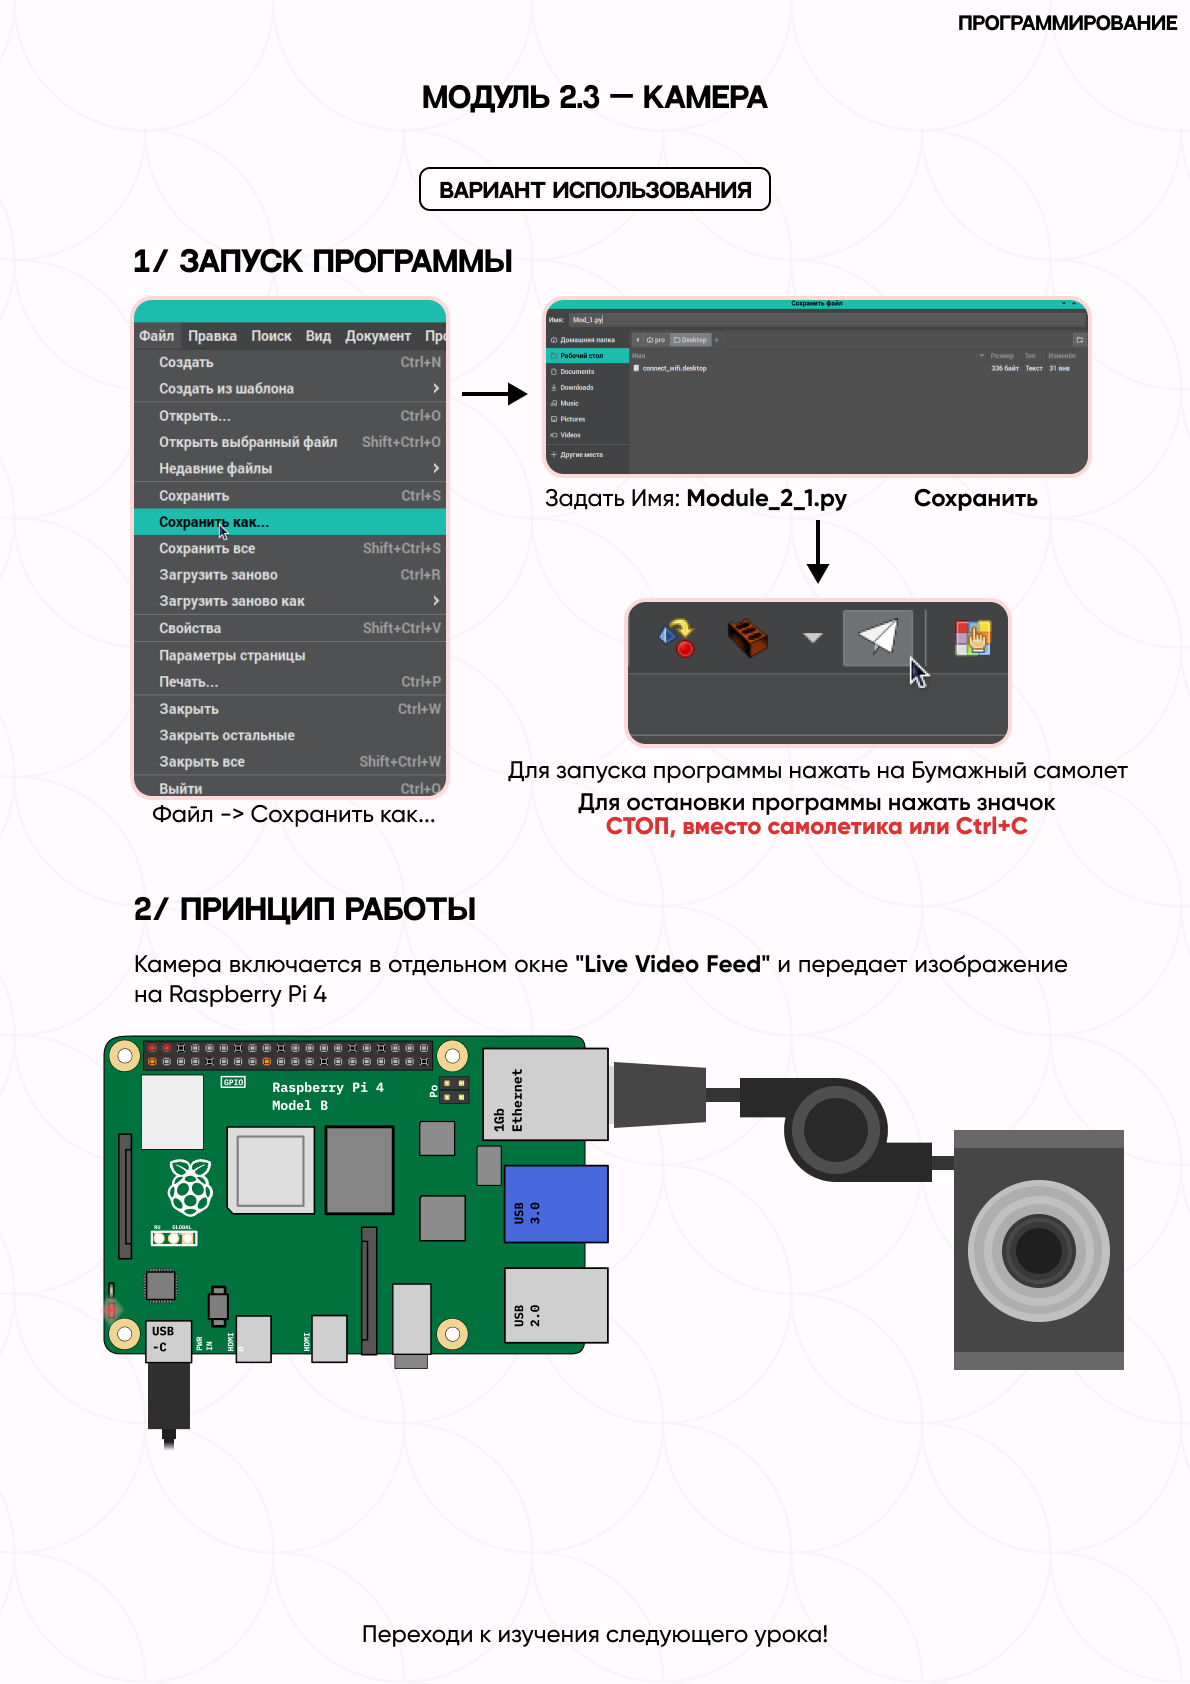 ПРОГРАММИРОВАНИЕ
МОДУЛЬ 2.3 — КАМЕРА
ВАРИАНТ ИСПОЛЬЗОВАНИЯ
1/ ЗАПУСК ПРОГРАММЫ
Файл Правка Поиск Вид Документ Про
Создать Ctrl+N
Создать из шаблона
Открыть... Ctrl+O
Открыть выбранный файл Shift+Ctrl+O
Недавние файлы
Сохранить Ctrl+S
Сохранить как...
Сохранить все Shift+Ctrl+S
Загрузить заново Ctrl+R
Загрузить заново как
Свойства Shift+Ctrl+V
Параметры страницы
Печать... Ctrl+P
Закрыть Ctrl+W
Закрыть остальные
Закрыть все Shift+Ctrl+W
Выйти Ctrl+Q
Файл -> Сохранить как...
Сохранить файл
Имя: Mod_1.py
Домашняя папка
pro Desktop
Рабочий стол
Имя Размер Тип Изменён
Documents
connect_wifi.desktop 336 байт Текст 31 янв
Downloads
Music
Pictures
Videos
+ Другие места
Задать Имя: Module_2_1.py Сохранить
Для запуска программы нажать на Бумажный самолет
Для остановки программы нажать значок
СТОП, вместо самолетика или Ctrl+C
2/ ПРИНЦИП РАБОТЫ
Камера включается в отдельном окне "Live Video Feed" и передает изображение
на Raspberry Pi 4
GPIO
Raspberry Pi 4
Model B
Po
1Gb
Ethernet
USB
3.0
RU GLOBAL
USB
2.0
USB
-C
PWR
IN
HDMI
0
HDMI
Переходи к изучения следующего урока!